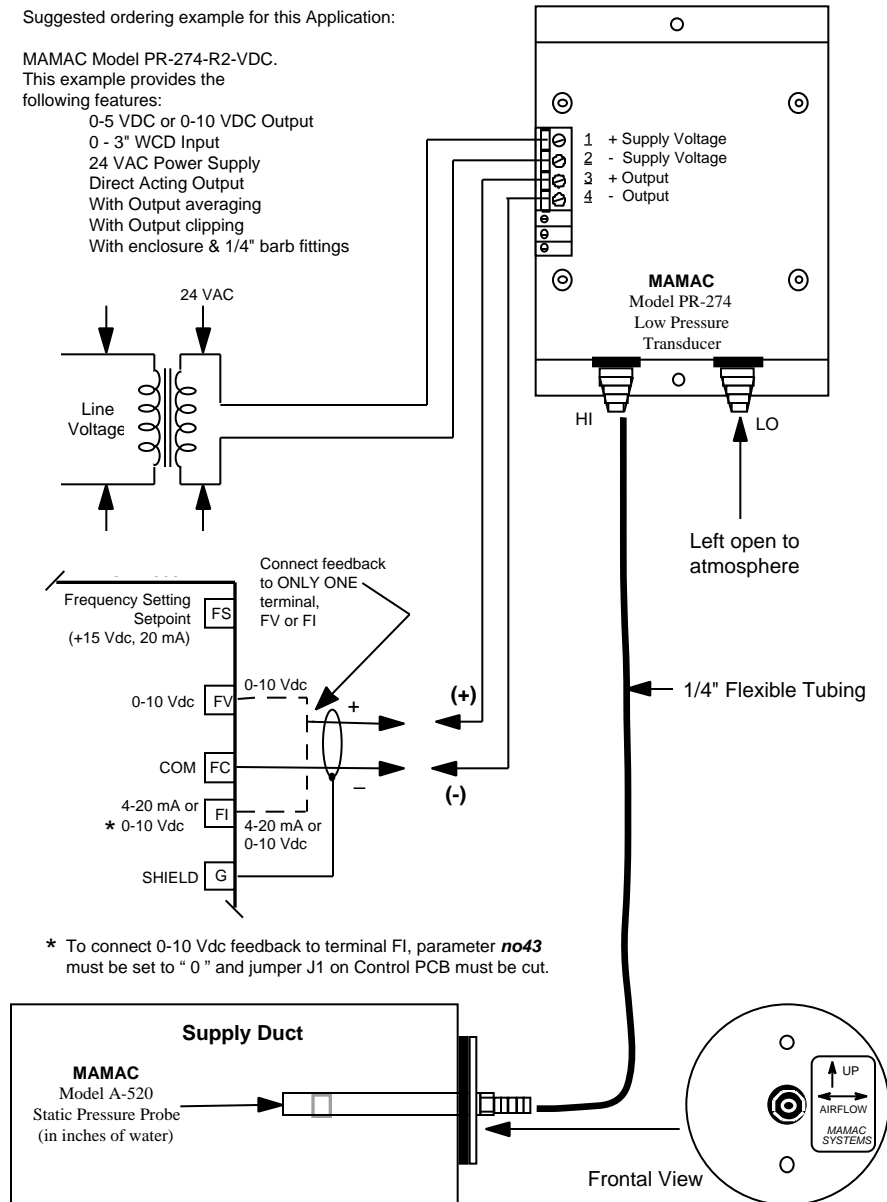 Suggested ordering example for this Application:
MAMAC Model PR-274-R2-VDC.
This example provides the
following features:
0-5 VDC or 0-10 VDC Output
0 - 3" WCD Input
24 VAC Power Supply
Direct Acting Output
With Output averaging
With Output clipping
With enclosure & 1/4" barb fittings
1 + Supply Voltage
2 - Supply Voltage
3 + Output
4 - Output
MAMAC
Model PR-274
Low Pressure
Transducer
HI
LO
24 VAC
Line
Voltage
Left open to
atmosphere
Connect feedback
to ONLY ONE
terminal,
FV or FI
Frequency Setting
Setpoint
(+15 Vdc, 20 mA)
FS
0-10 Vdc
FV
0-10 Vdc
+
(+)
COM
FC
–
(-)
4-20 mA or
* 0-10 Vdc
FI
4-20 mA or
0-10 Vdc
SHIELD
G
1/4" Flexible Tubing
* To connect 0-10 Vdc feedback to terminal FI, parameter no43
must be set to " 0 " and jumper J1 on Control PCB must be cut.
Supply Duct
MAMAC
Model A-520
Static Pressure Probe
(in inches of water)
UP
AIRFLOW
MAMAC
SYSTEMS
Frontal View